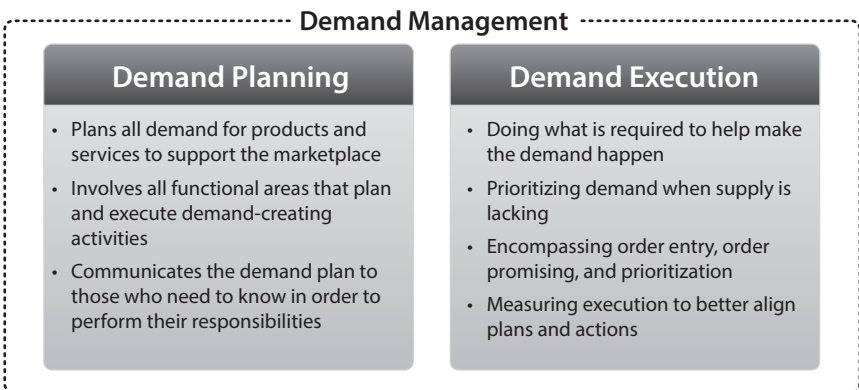 Demand Management
Demand Planning
• Plans all demand for products and
services to support the marketplace
• Involves all functional areas that plan
and execute demand-creating
activities
• Communicates the demand plan to
those who need to know in order to
perform their responsibilities
Demand Execution
• Doing what is required to help make
the demand happen
• Prioritizing demand when supply is
lacking
• Encompassing order entry, order
promising, and prioritization
• Measuring execution to better align
plans and actions